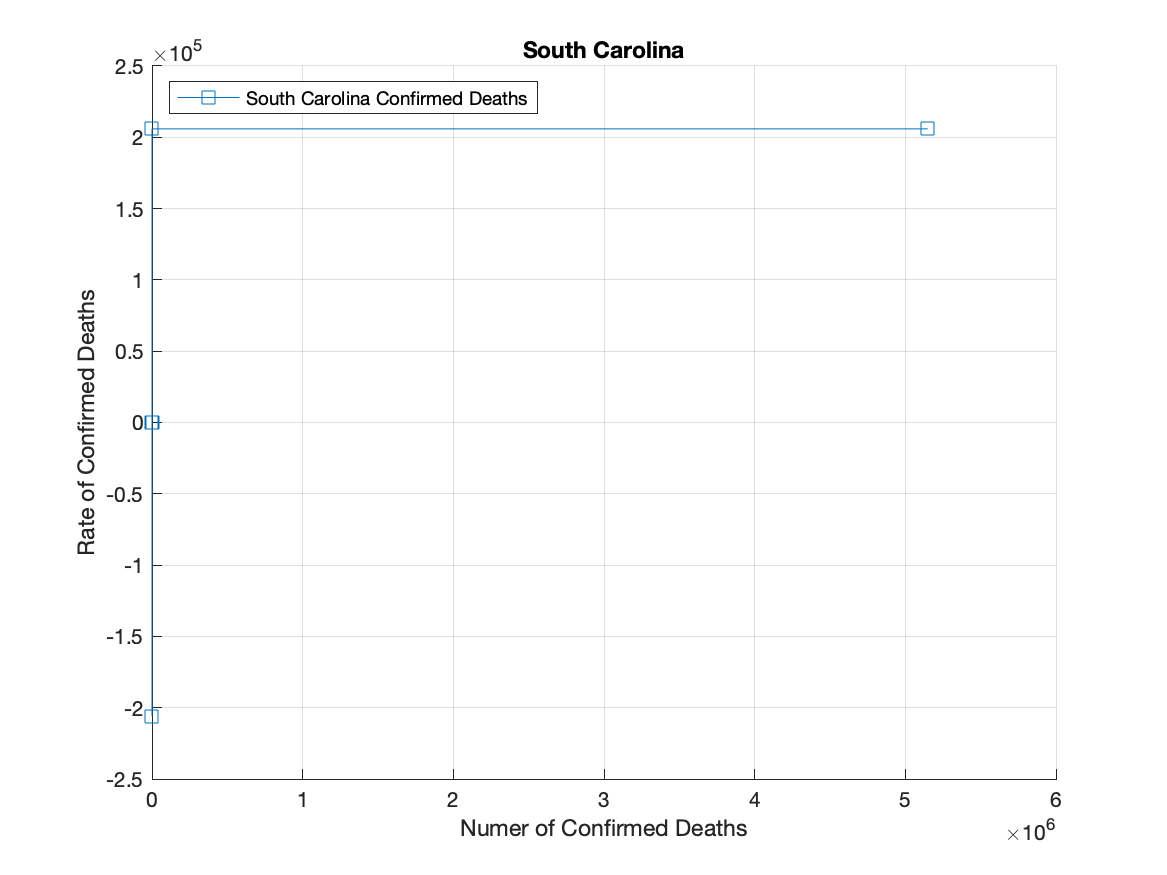 South Carolina
×10⁵
2.5
2
1.5
1
0.5
0
-0.5
-1
-1.5
-2
-2.5
South Carolina Confirmed Deaths
Rate of Confirmed Deaths
0 1 2 3 4 5 6
Numer of Confirmed Deaths
×10⁶